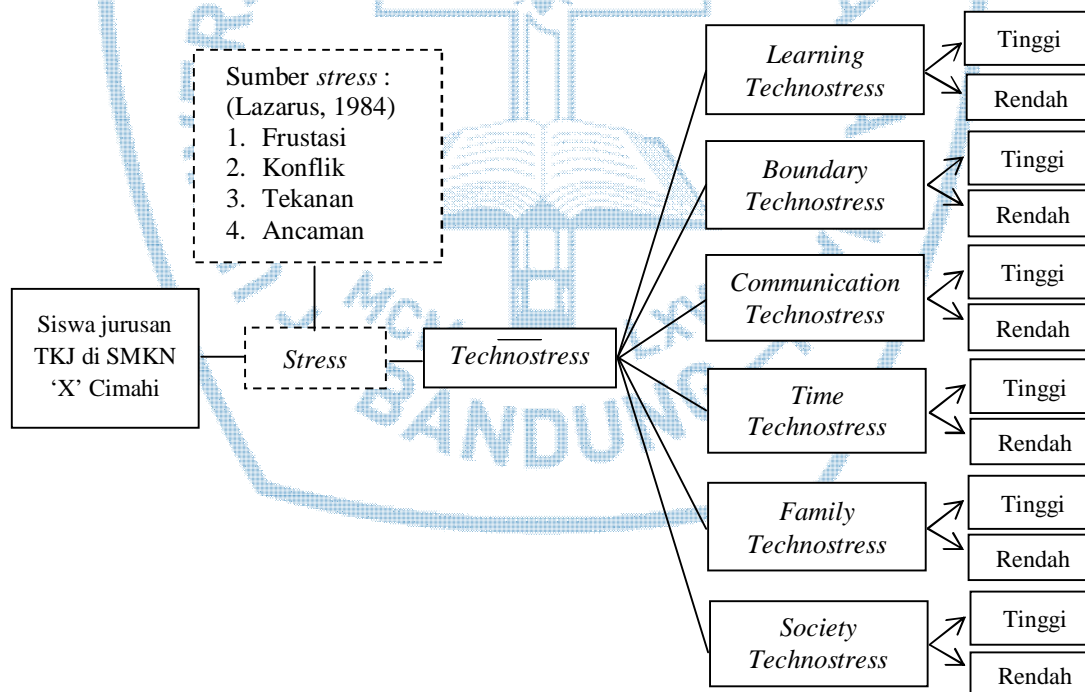 Sumber stress :
(Lazarus, 1984)
1. Frustasi
2. Konflik
3. Tekanan
4. Ancaman
Siswa jurusan
TKJ di SMKN
‘X’ Cimahi
Stress
Technostress
Learning
Technostress
Tinggi
Rendah
Boundary
Technostress
Tinggi
Rendah
Communication
Technostress
Tinggi
Rendah
Time
Technostress
Tinggi
Rendah
Family
Technostress
Tinggi
Rendah
Society
Technostress
Tinggi
Rendah
BANDUNG